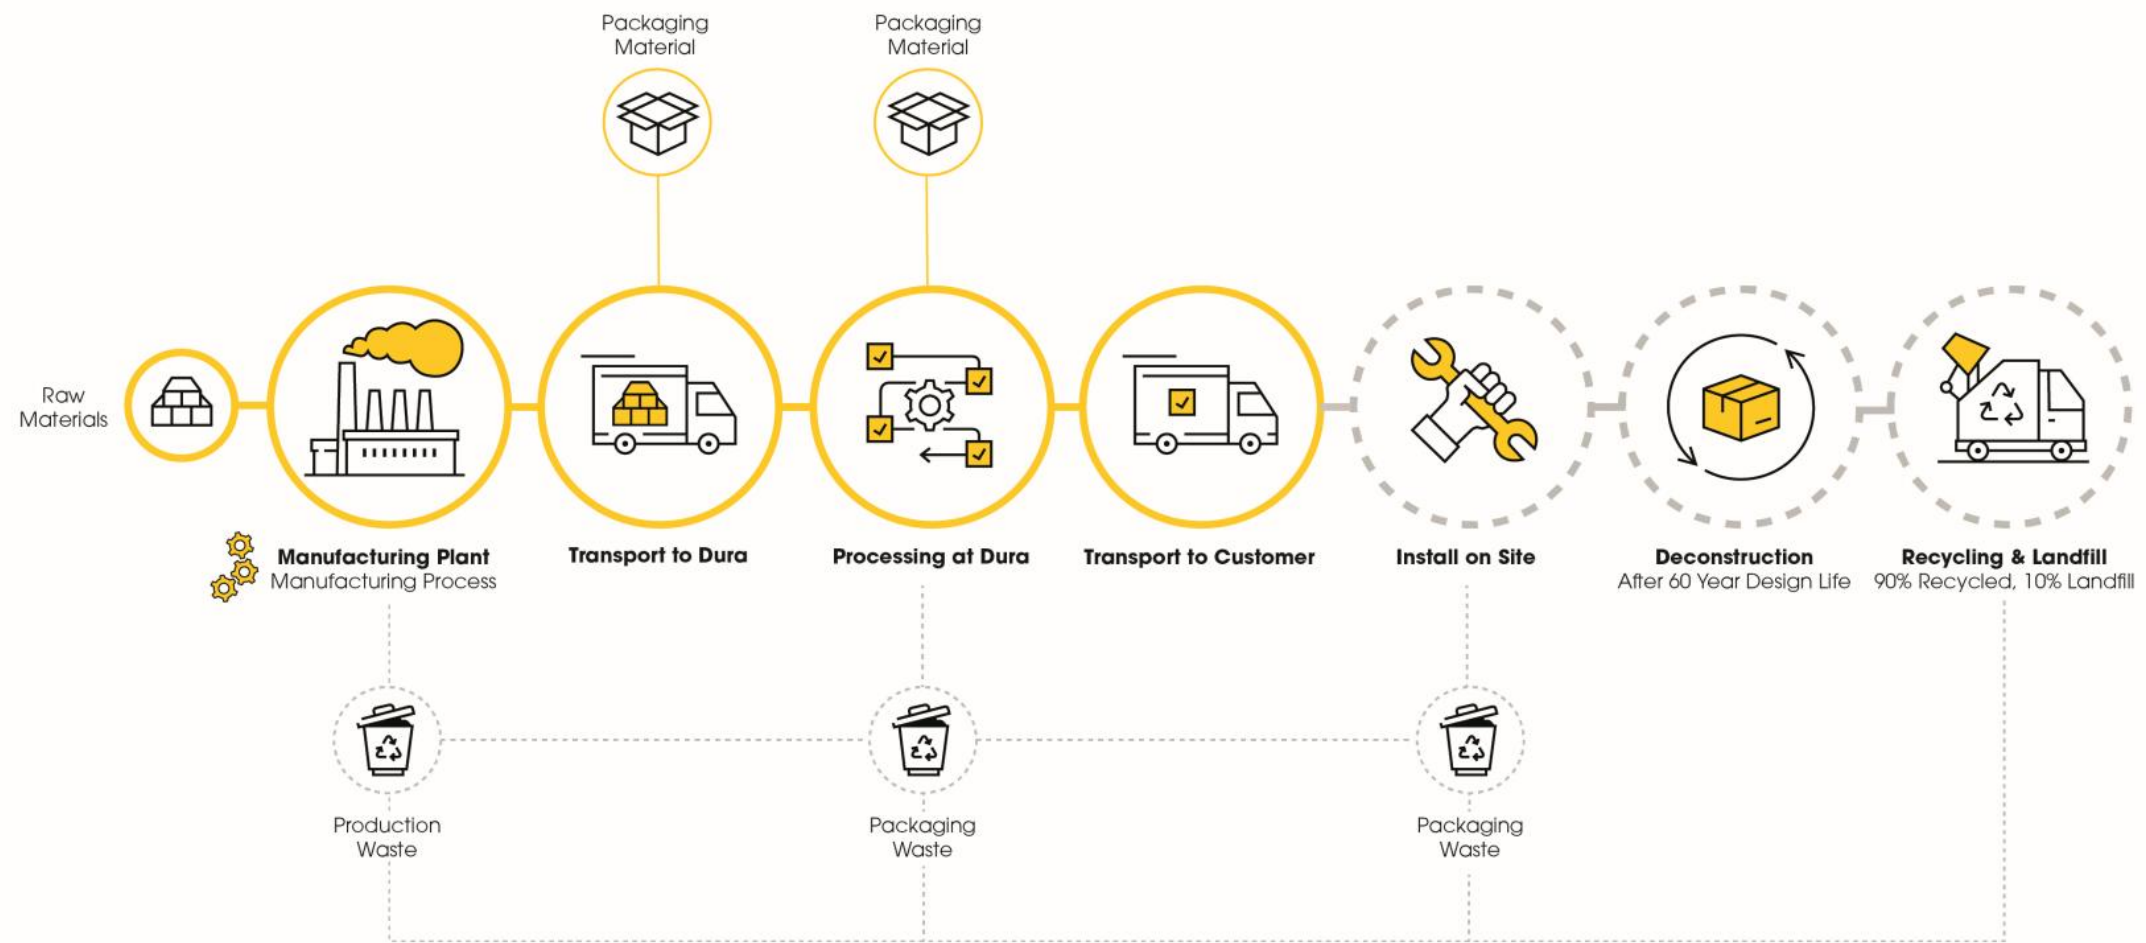 Packaging
Material
Packaging
Material
Raw
Materials
Manufacturing Plant
Manufacturing Process
Transport to Dura
Processing at Dura
Transport to Customer
Install on Site
Deconstruction
After 60 Year Design Life
Recycling & Landfill
90% Recycled, 10% Landfill
Production
Waste
Packaging
Waste
Packaging
Waste